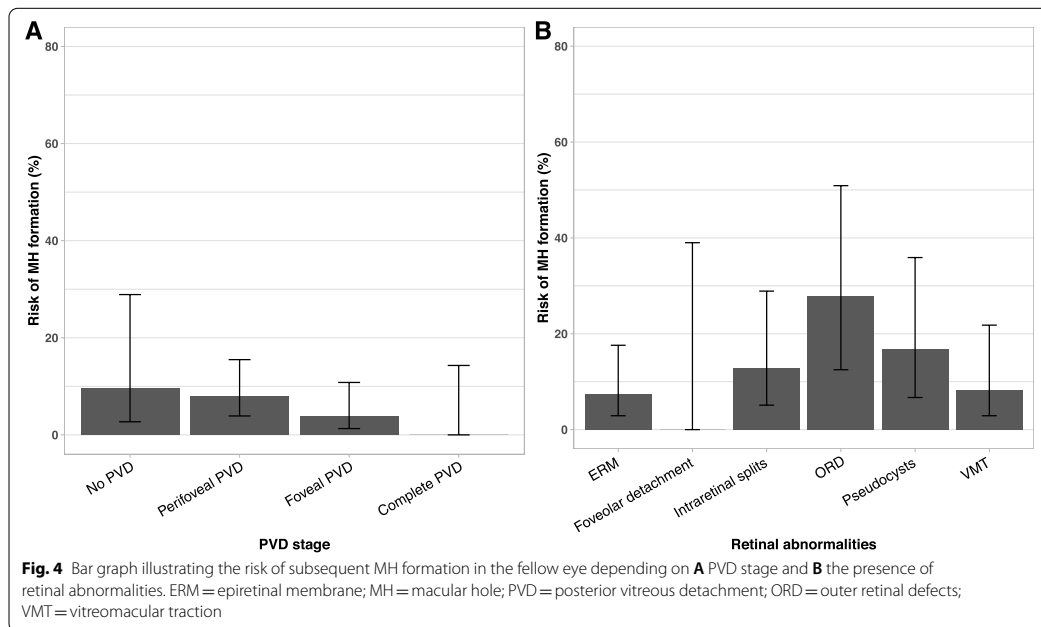 A
80
60
40
20
0
Risk of MH formation (%)
No PVD
Perifoveal PVD
Foveal PVD
Complete PVD
PVD stage
B
80
60
40
20
0
Risk of MH formation (%)
ERM
Foveolar detachment
Intraretinal splits
ORD
Pseudocysts
VMT
Retinal abnormalities
Fig. 4 Bar graph illustrating the risk of subsequent MH formation in the fellow eye depending on A PVD stage and B the presence of
retinal abnormalities. ERM = epiretinal membrane; MH = macular hole; PVD = posterior vitreous detachment; ORD = outer retinal defects;
VMT = vitreomacular traction